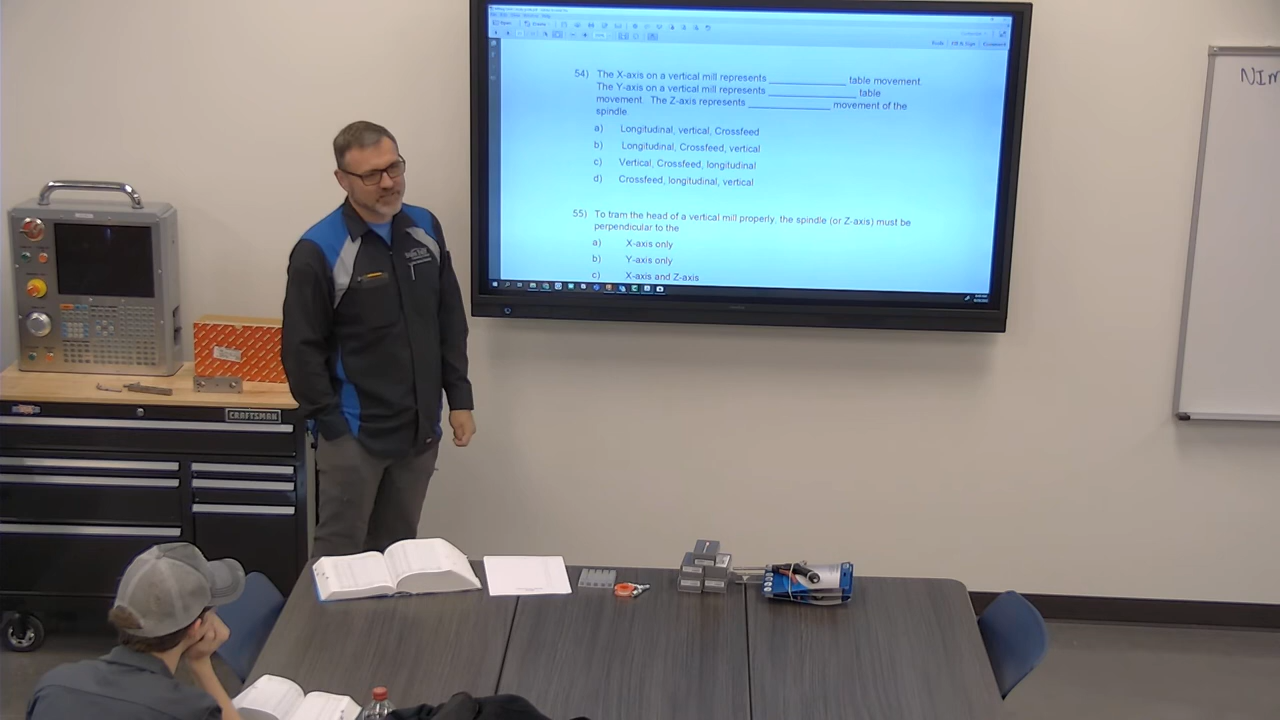 54) The X-axis on a vertical mill represents ______________ table movement.
The Y-axis on a vertical mill represents ________________ table
movement. The Z-axis represents _______________ movement of the
spindle.
a) Longitudinal, vertical, Crossfeed
b) Longitudinal, Crossfeed, vertical
c) Vertical, Crossfeed, longitudinal
d) Crossfeed, longitudinal, vertical
55) To tram the head of a vertical mill properly, the spindle (or Z-axis) must be
perpendicular to the
a) X-axis only
b) Y-axis only
c) X-axis and Z-axis
CRAFTSMAN